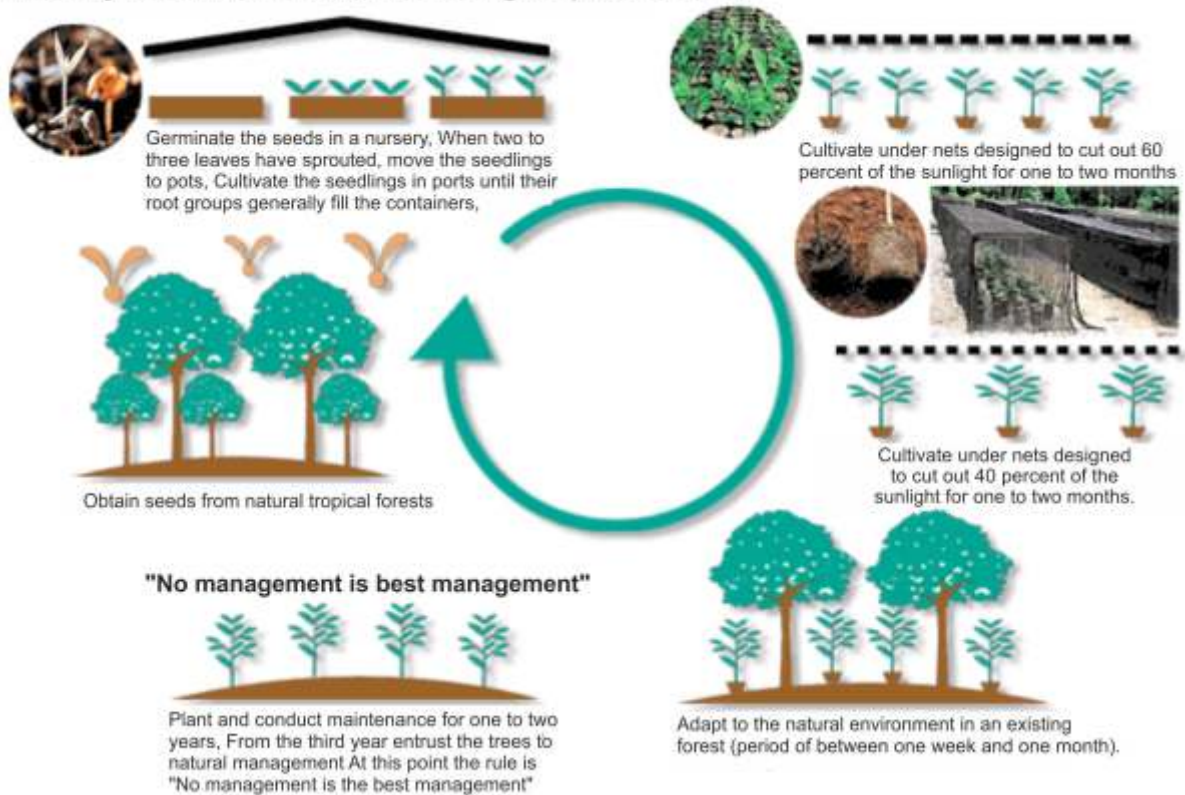 Germinate the seeds in a nursery, When two to
three leaves have sprouted, move the seedlings
to pots, Cultivate the seedlings in ports until their
root groups generally fill the containers,
Cultivate under nets designed to cut out 60
percent of the sunlight for one to two months
Cultivate under nets designed
to cut out 40 percent of the
sunlight for one to two months.
Adapt to the natural environment in an existing
forest (period of between one week and one month).
"No management is best management"
Plant and conduct maintenance for one to two
years, From the third year entrust the trees to
natural management At this point the rule is
"No management is the best management"
Obtain seeds from natural tropical forests